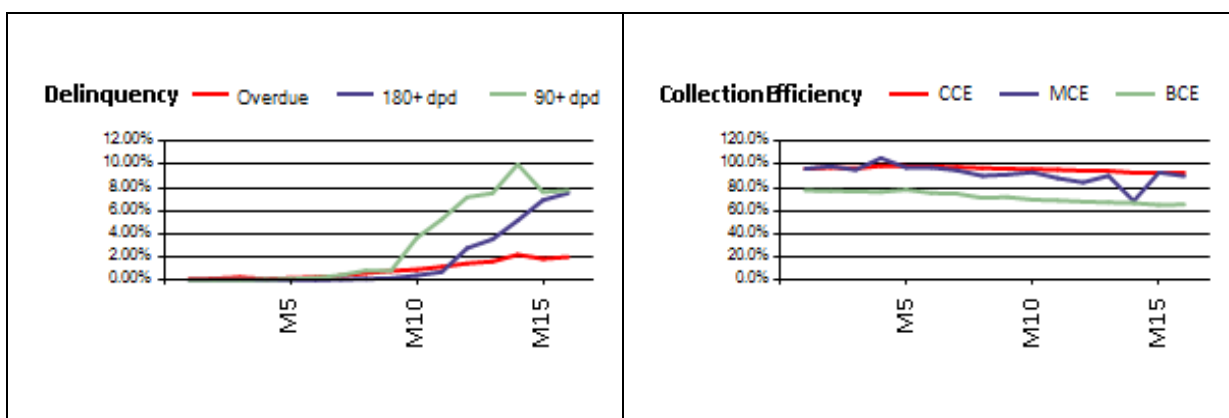 Delinquency Overdue 180+ dpd 90+ dpd
12.00%
10.00%
8.00%
6.00%
4.00%
2.00%
0.00%
M5
M10
M15
Collection Efficiency CCE MCE BCE
120.0%
100.0%
80.0%
60.0%
40.0%
20.0%
0.0%
M5
M10
M15